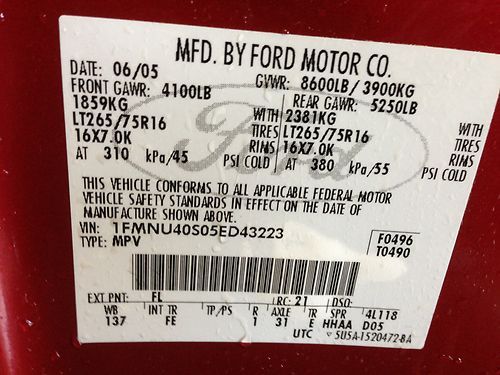 MFD. BY FORD MOTOR CO.
DATE: 06/05 GVWR: 8600LB/ 3900KG
FRONT GAWR: 4100LB REAR GAWR: 5250LB
1859KG 2381KG WITH
LT265/75R16 WITH LT265/75R16 TIRES
16X7.0K TIRES 16X7.0K RIMS
AT 310 kPa/45 RIMS PSI COLD AT 380 kPa/55 PSI COLD
Ford
THIS VEHICLE CONFORMS TO ALL APPLICABLE FEDERAL MOTOR
VEHICLE SAFETY STANDARDS IN EFFECT ON THE DATE OF
MANUFACTURE SHOWN ABOVE.
VIN: 1FMNU40S05ED43223 F0496
TYPE: MPV T0490
EXT PNT: FL RC: 21 DSO:
WB INT TR TP/PS R AXLE TR SPR 4L118
137 FE 1 31 E HHAA D05
UTC 5U5A-1520472-BA